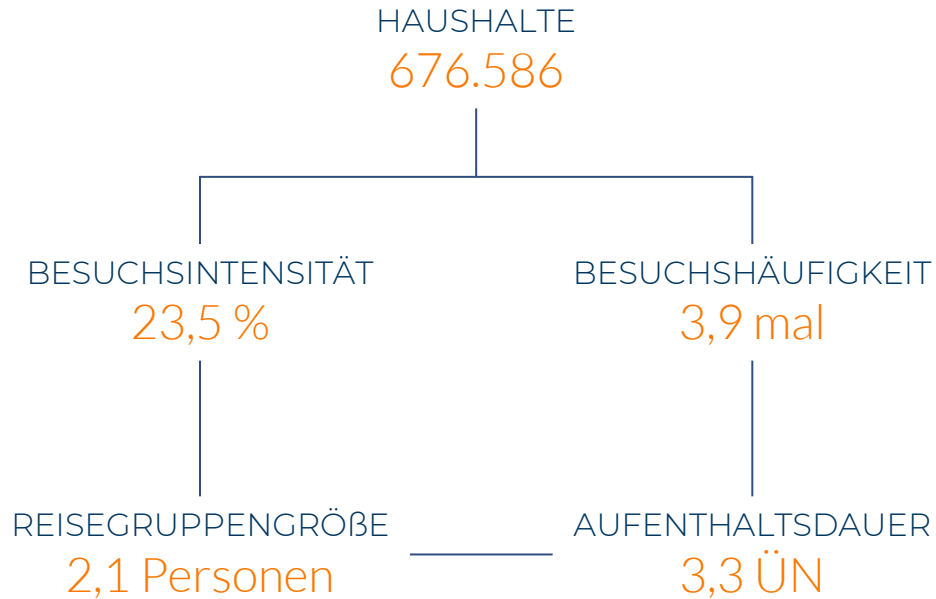 HAUSHALTE
676.586
BESUCHSINTENSITÄT
23,5 %
BESUCHSHÄUFIGKEIT
3,9 mal
REISEGRUPPENGRÖẞE
2,1 Personen
AUFENTHALTSDAUER
3,3 ÜN